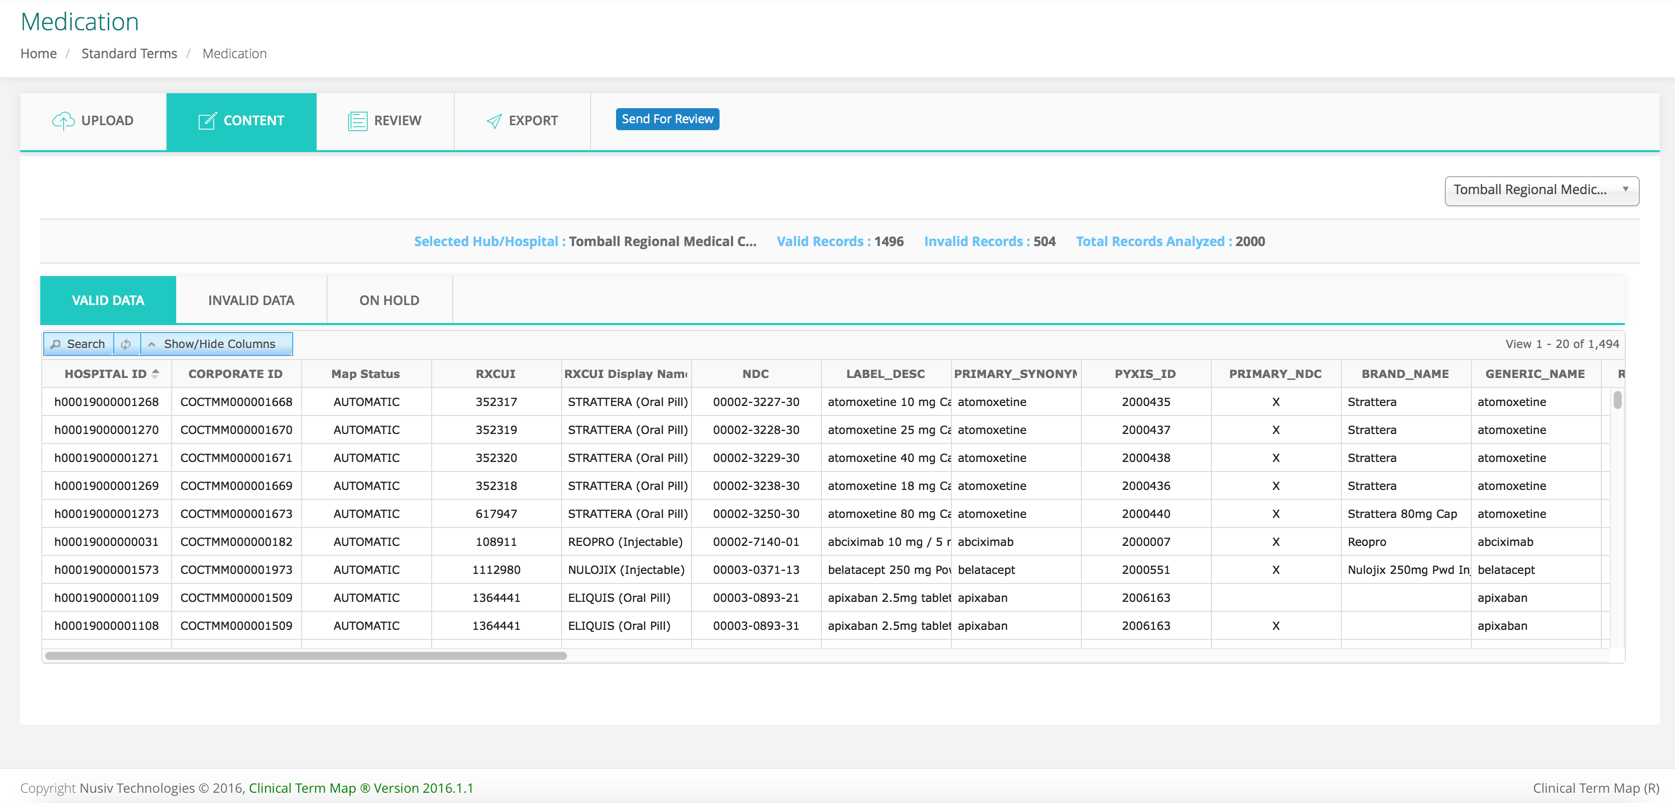 Medication
Home / Standard Terms / Medication
UPLOAD CONTENT REVIEW EXPORT Send For Review
Tomball Regional Medic...
Selected Hub/Hospital : Tomball Regional Medical C... Valid Records : 1496 Invalid Records : 504 Total Records Analyzed : 2000
VALID DATA INVALID DATA ON HOLD
Search Show/Hide Columns View 1 - 20 of 1,494
HOSPITAL ID CORPORATE ID Map Status RXCUI RXCUI Display Name NDC LABEL_DESC PRIMARY_SYNONYM PYXIS_ID PRIMARY_NDC BRAND_NAME GENERIC_NAME R
h00019000001268 COCTMM000001668 AUTOMATIC 352317 STRATTERA (Oral Pill) 00002-3227-30 atomoxetine 10 mg Ca atomoxetine 2000435 X Strattera atomoxetine
h00019000001270 COCTMM000001670 AUTOMATIC 352319 STRATTERA (Oral Pill) 00002-3228-30 atomoxetine 25 mg Ca atomoxetine 2000437 X Strattera atomoxetine
h00019000001271 COCTMM000001671 AUTOMATIC 352320 STRATTERA (Oral Pill) 00002-3229-30 atomoxetine 40 mg Ca atomoxetine 2000438 X Strattera atomoxetine
h00019000001269 COCTMM000001669 AUTOMATIC 352318 STRATTERA (Oral Pill) 00002-3238-30 atomoxetine 18 mg Ca atomoxetine 2000436 X Strattera atomoxetine
h00019000001273 COCTMM000001673 AUTOMATIC 617947 STRATTERA (Oral Pill) 00002-3250-30 atomoxetine 80 mg Ca atomoxetine 2000440 X Strattera 80mg Cap atomoxetine
h00019000000031 COCTMM000000182 AUTOMATIC 108911 REOPRO (Injectable) 00002-7140-01 abciximab 10 mg / 5 m abciximab 2000007 X Reopro abciximab
h00019000001573 COCTMM000001973 AUTOMATIC 1112980 NULOJIX (Injectable) 00003-0371-13 belatacept 250 mg Pow belatacept 2000551 X Nulojix 250mg Pwd Inj belatacept
h00019000001109 COCTMM000001509 AUTOMATIC 1364441 ELIQUIS (Oral Pill) 00003-0893-21 apixaban 2.5mg tablet apixaban 2006163 apixaban
h00019000001108 COCTMM000001509 AUTOMATIC 1364441 ELIQUIS (Oral Pill) 00003-0893-31 apixaban 2.5mg tablet apixaban 2006163 X apixaban
Copyright Nusiv Technologies © 2016, Clinical Term Map ® Version 2016.1.1 Clinical Term Map (R)